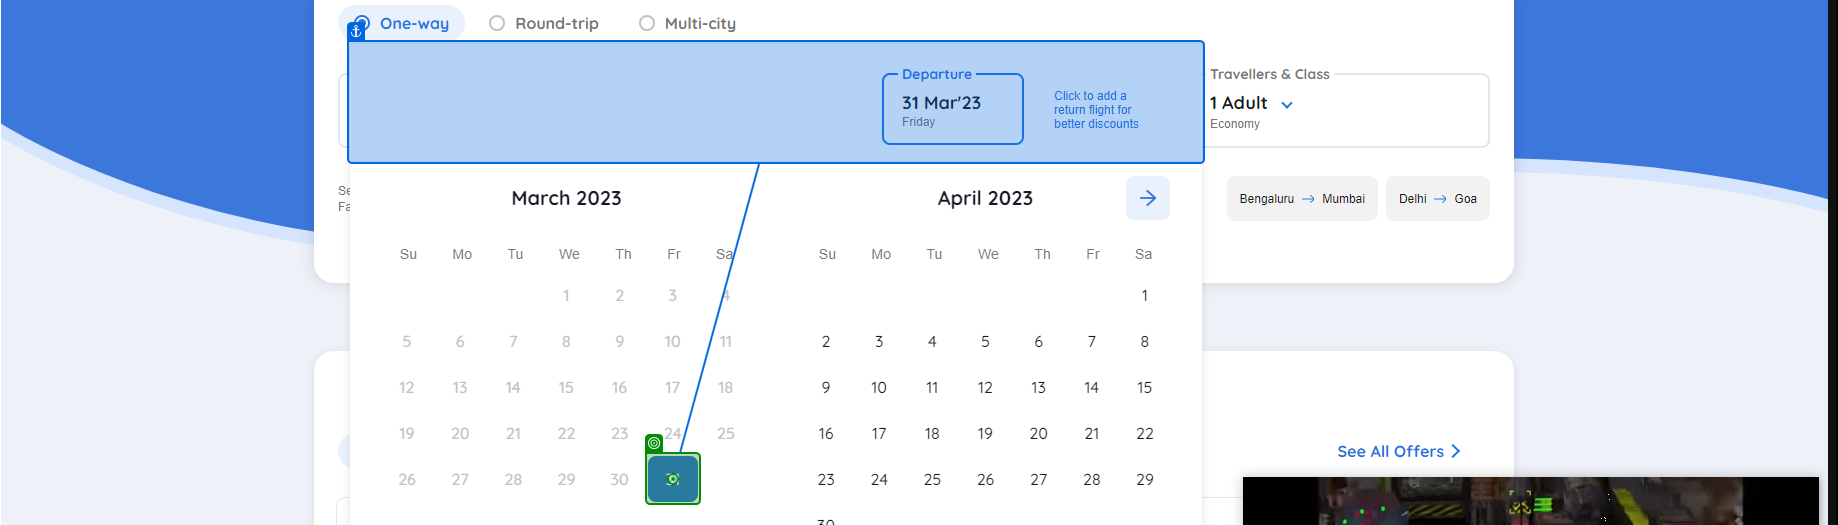 One-way Round-trip Multi-city
Departure
31 Mar'23
Friday
Click to add a
return flight for
better discounts
Travellers & Class
1 Adult
Economy
Bengaluru → Mumbai Delhi → Goa
March 2023
Su Mo Tu We Th Fr Sa
1 2 3 4
5 6 7 8 9 10 11
12 13 14 15 16 17 18
19 20 21 22 23 24 25
26 27 28 29 30
April 2023
Su Mo Tu We Th Fr Sa
1
2 3 4 5 6 7 8
9 10 11 12 13 14 15
16 17 18 19 20 21 22
23 24 25 26 27 28 29
30
See All Offers